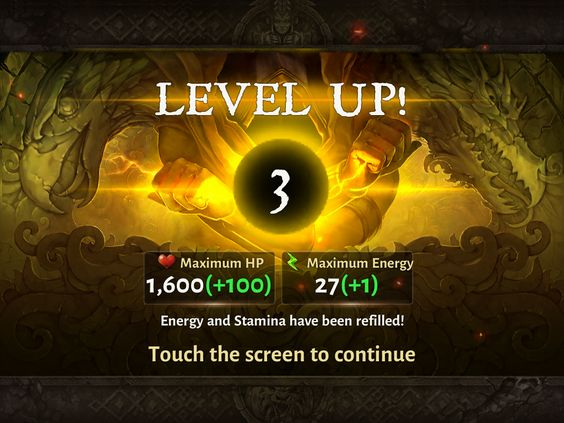 LEVEL UP!
3
Maximum HP
1,600(+100)
Maximum Energy
27(+1)
Energy and Stamina have been refilled!
Touch the screen to continue